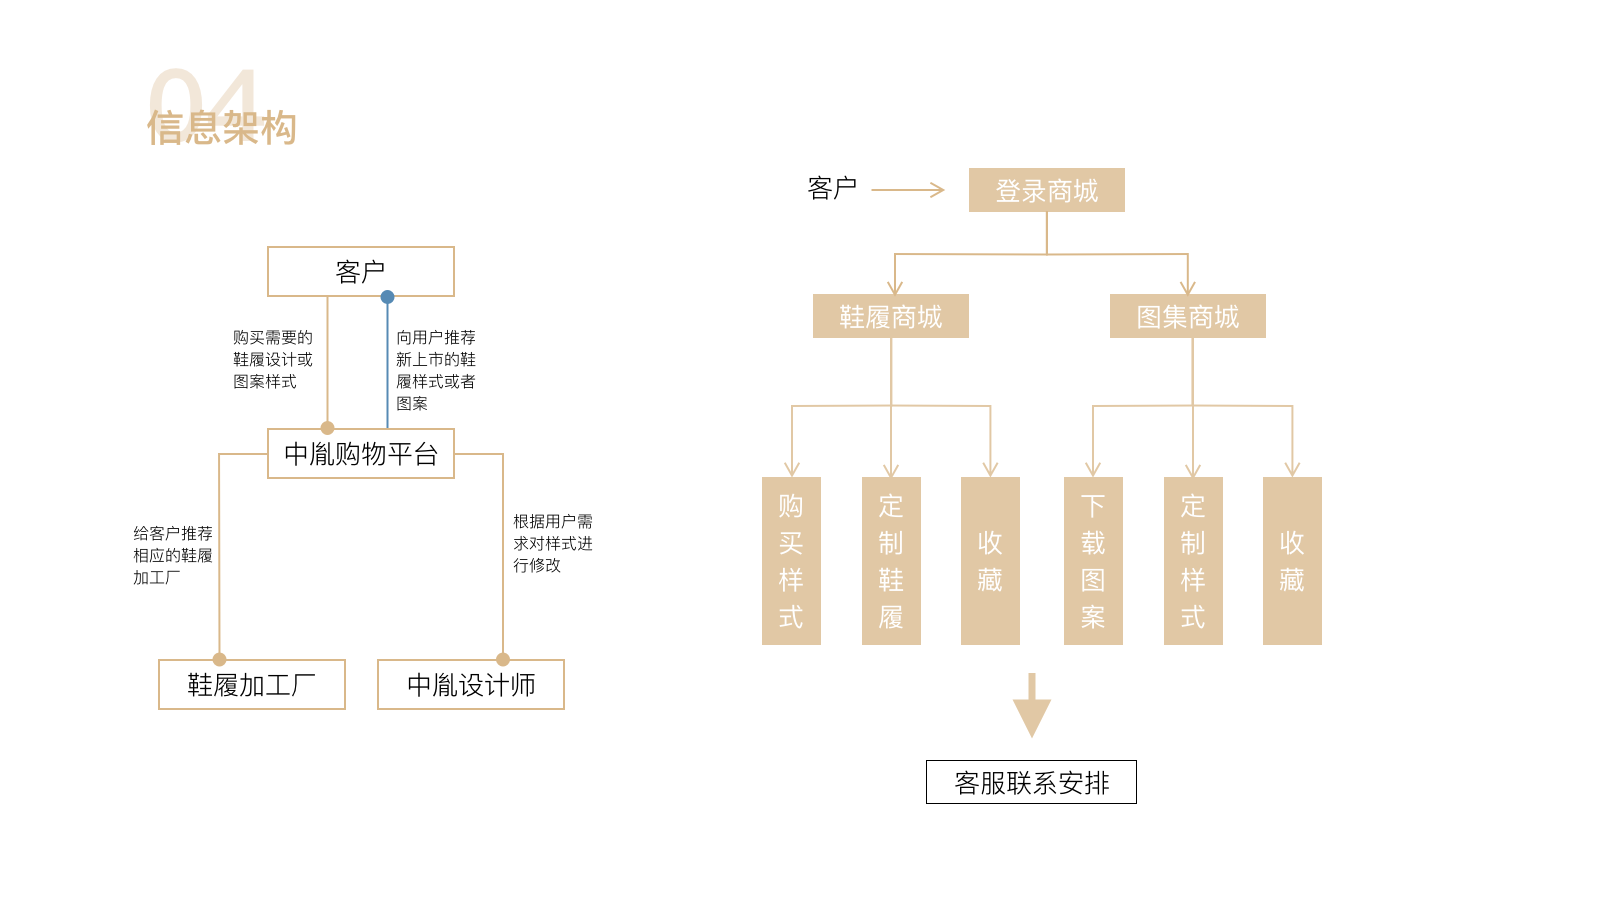 04
信息架构
客户
购买需要的
鞋履设计或
图案样式
向用户推荐
新上市的鞋
履样式或者
图案
中胤购物平台
给客户推荐
相应的鞋履
加工厂
根据用户需
求对样式进
行修改
鞋履加工厂
中胤设计师
客户
登录商城
鞋履商城
图集商城
购买样式
定制鞋履
收藏
下载图案
定制样式
收藏
客服联系安排